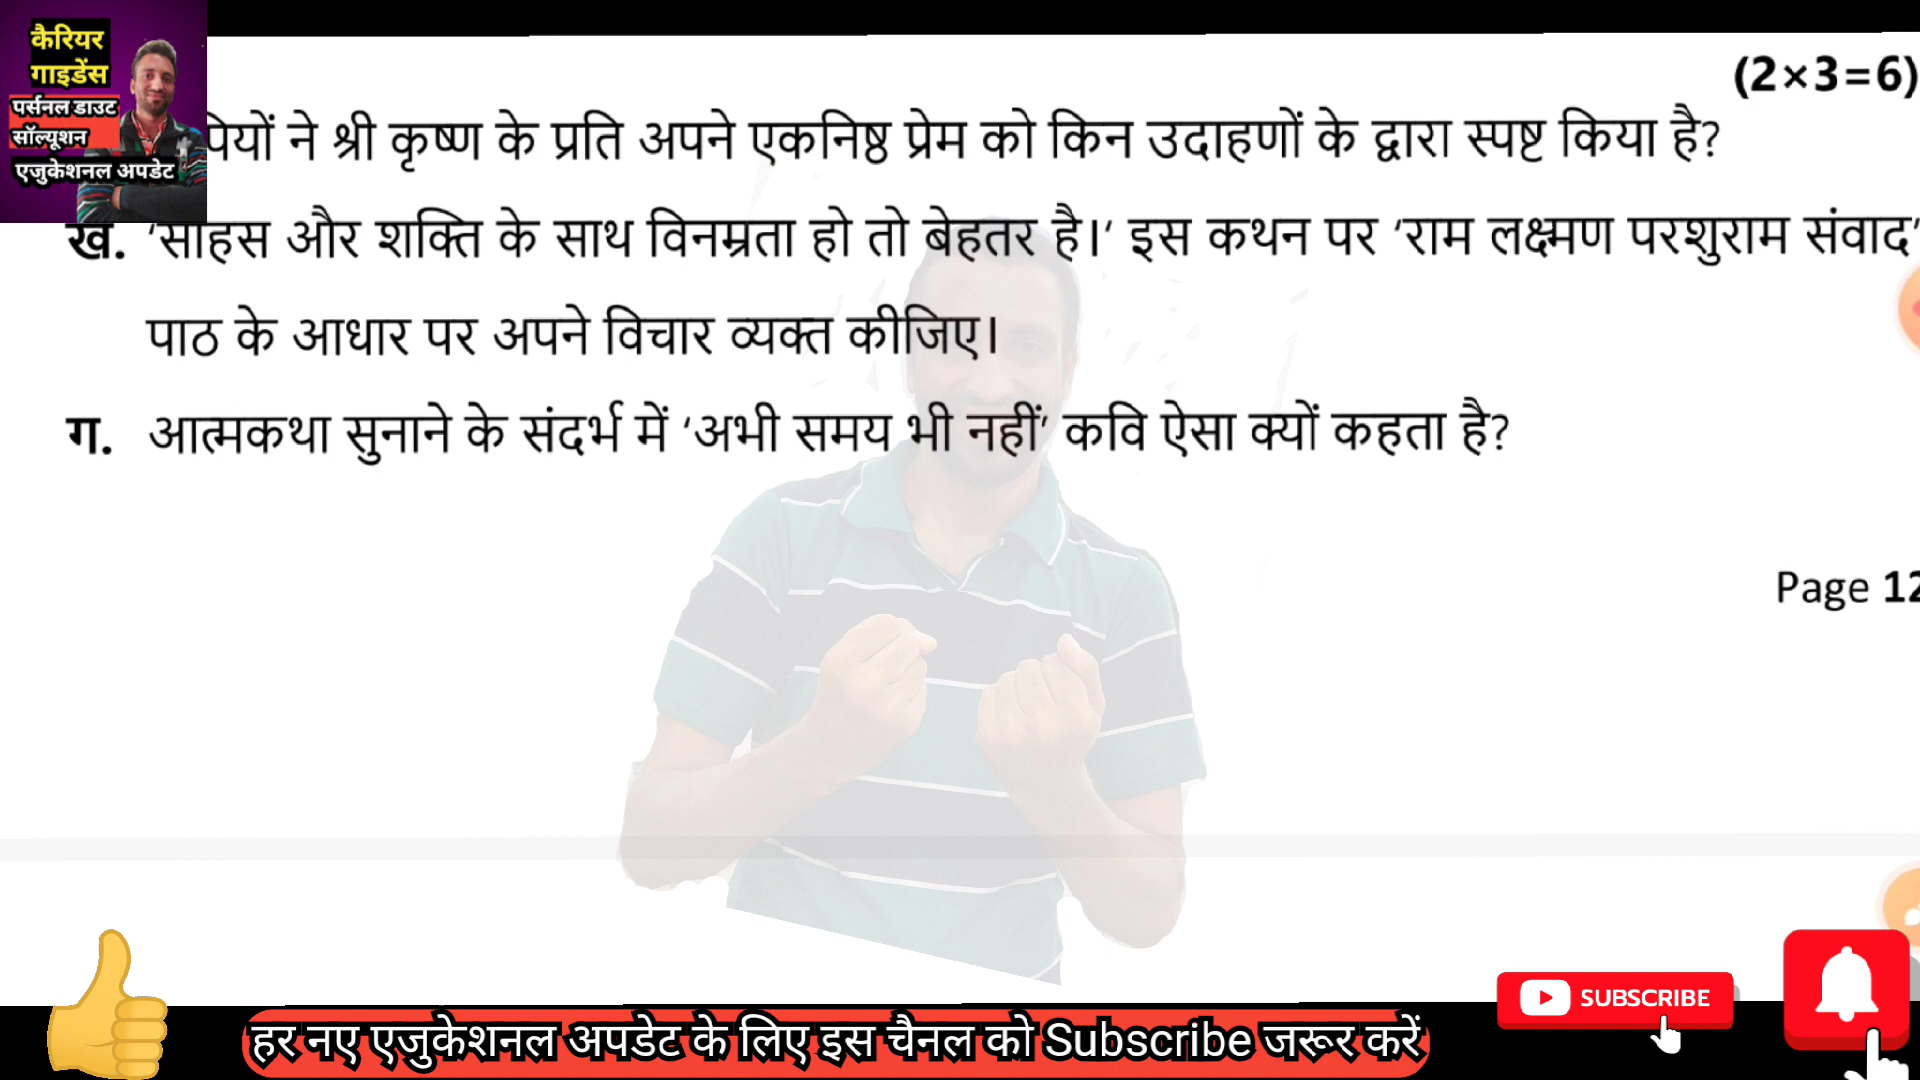 कैरियर
गाइडेंस
पर्सनल डाउट
सॉल्यूशन
एजुकेशनल अपडेट
(2×3=6)
पियों ने श्री कृष्ण के प्रति अपने एकनिष्ठ प्रेम को किन उदाहणों के द्वारा स्पष्ट किया है?
ख. ‘साहस और शक्ति के साथ विनम्रता हो तो बेहतर है।’ इस कथन पर ‘राम लक्ष्मण परशुराम संवाद’
पाठ के आधार पर अपने विचार व्यक्त कीजिए।
ग. आत्मकथा सुनाने के संदर्भ में ‘अभी समय भी नहीं’ कवि ऐसा क्यों कहता है?
Page 12
SUBSCRIBE
हर नए एजुकेशनल अपडेट के लिए इस चैनल को Subscribe जरूर करें